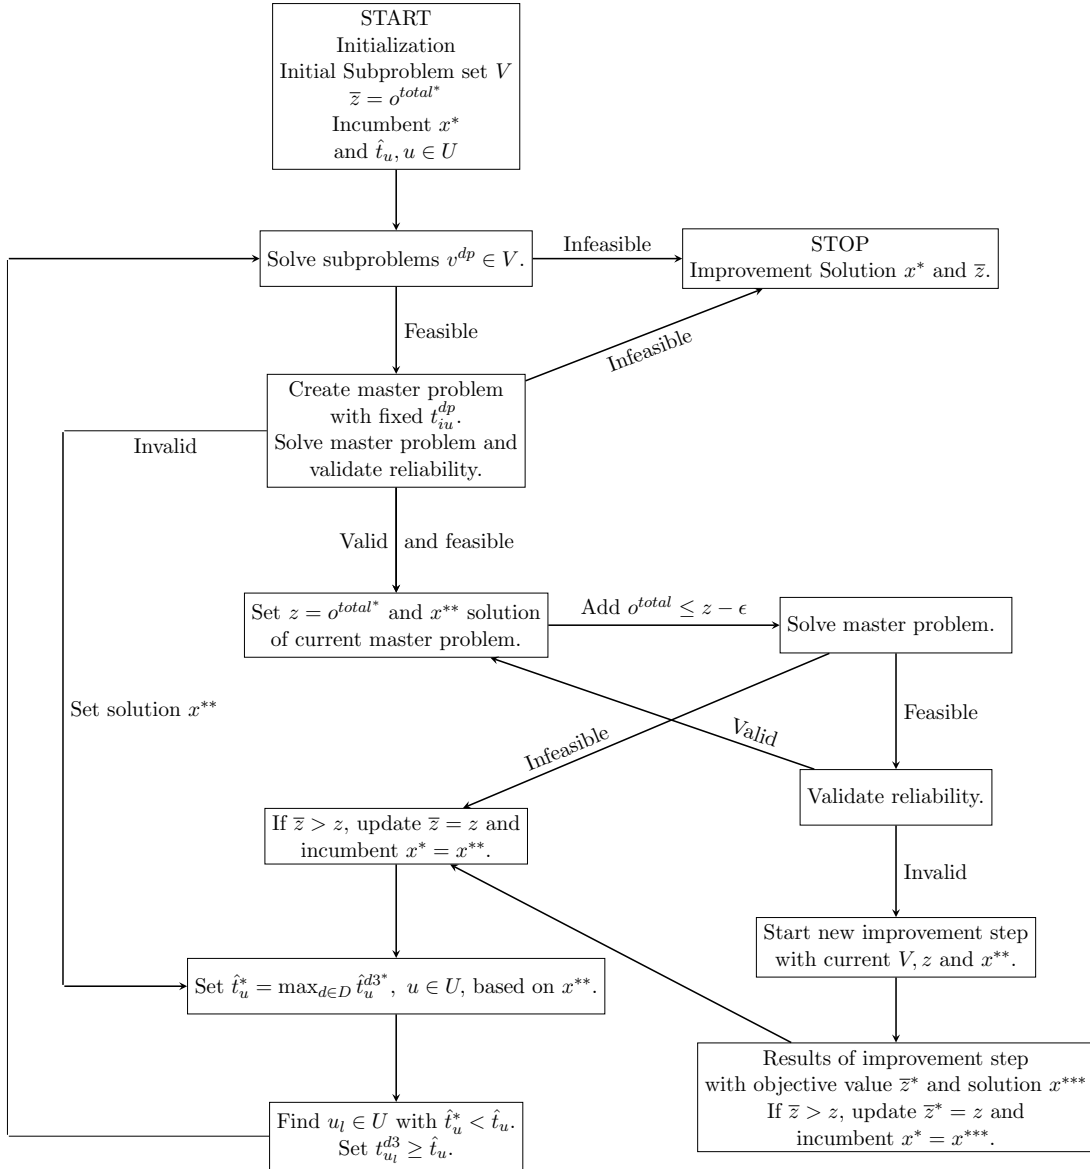 START
Initialization
Initial Subproblem set V
z̅ = o^{total*}
Incumbent x*
and t̂_u, u ∈ U
Solve subproblems v^{dp} ∈ V.
Infeasible
STOP
Improvement Solution x* and z̅.
Feasible
Infeasible
Create master problem
with fixed t_{iu}^{dp}.
Solve master problem and
validate reliability.
Invalid
Valid and feasible
Set z = o^{total*} and x** solution
of current master problem.
Add o^{total} ≤ z − ϵ
Solve master problem.
Set solution x**
Feasible
Valid
Infeasible
Validate reliability.
If z̅ > z, update z̅ = z and
incumbent x* = x**.
Invalid
Start new improvement step
with current V, z and x**.
Set t̂_u^* = max_{d∈D} t̂_u^{d3*}, u ∈ U, based on x**.
Results of improvement step
with objective value z̅* and solution x***
If z̅ > z, update z̅* = z and
incumbent x* = x***.
Find u_l ∈ U with t̂_u^* < t̂_u.
Set t_{u_l}^{d3} ≥ t̂_u.